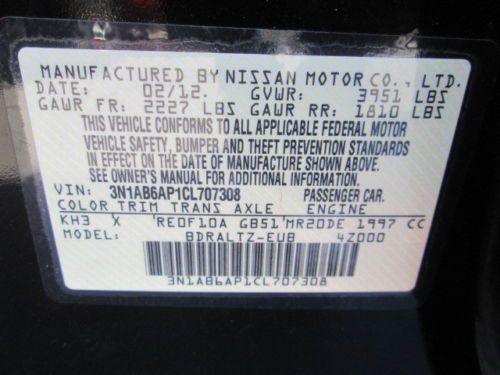 MANUFACTURED BY NISSAN MOTOR CO., LTD.
DATE: 02/12. GVWR: 3951 LBS
GAWR FR: 2227 LBS GAWR RR: 1810 LBS
THIS VEHICLE CONFORMS TO ALL APPLICABLE FEDERAL MOTOR
VEHICLE SAFETY, BUMPER AND THEFT PREVENTION STANDARDS
IN EFFECT ON THE DATE OF MANUFACTURE SHOWN ABOVE.
SEE OWNER'S MANUAL FOR ADDITIONAL INFORMATION.
VIN: 3N1AB6AP1CL707308 PASSENGER CAR.
COLOR TRIM TRANS AXLE ENGINE
KH3 X 'RE0F10A GB51'MR20DE 1997 CC
MODEL: BDRALTZ-EUB 4Z000
3N1AB6AP1CL707308